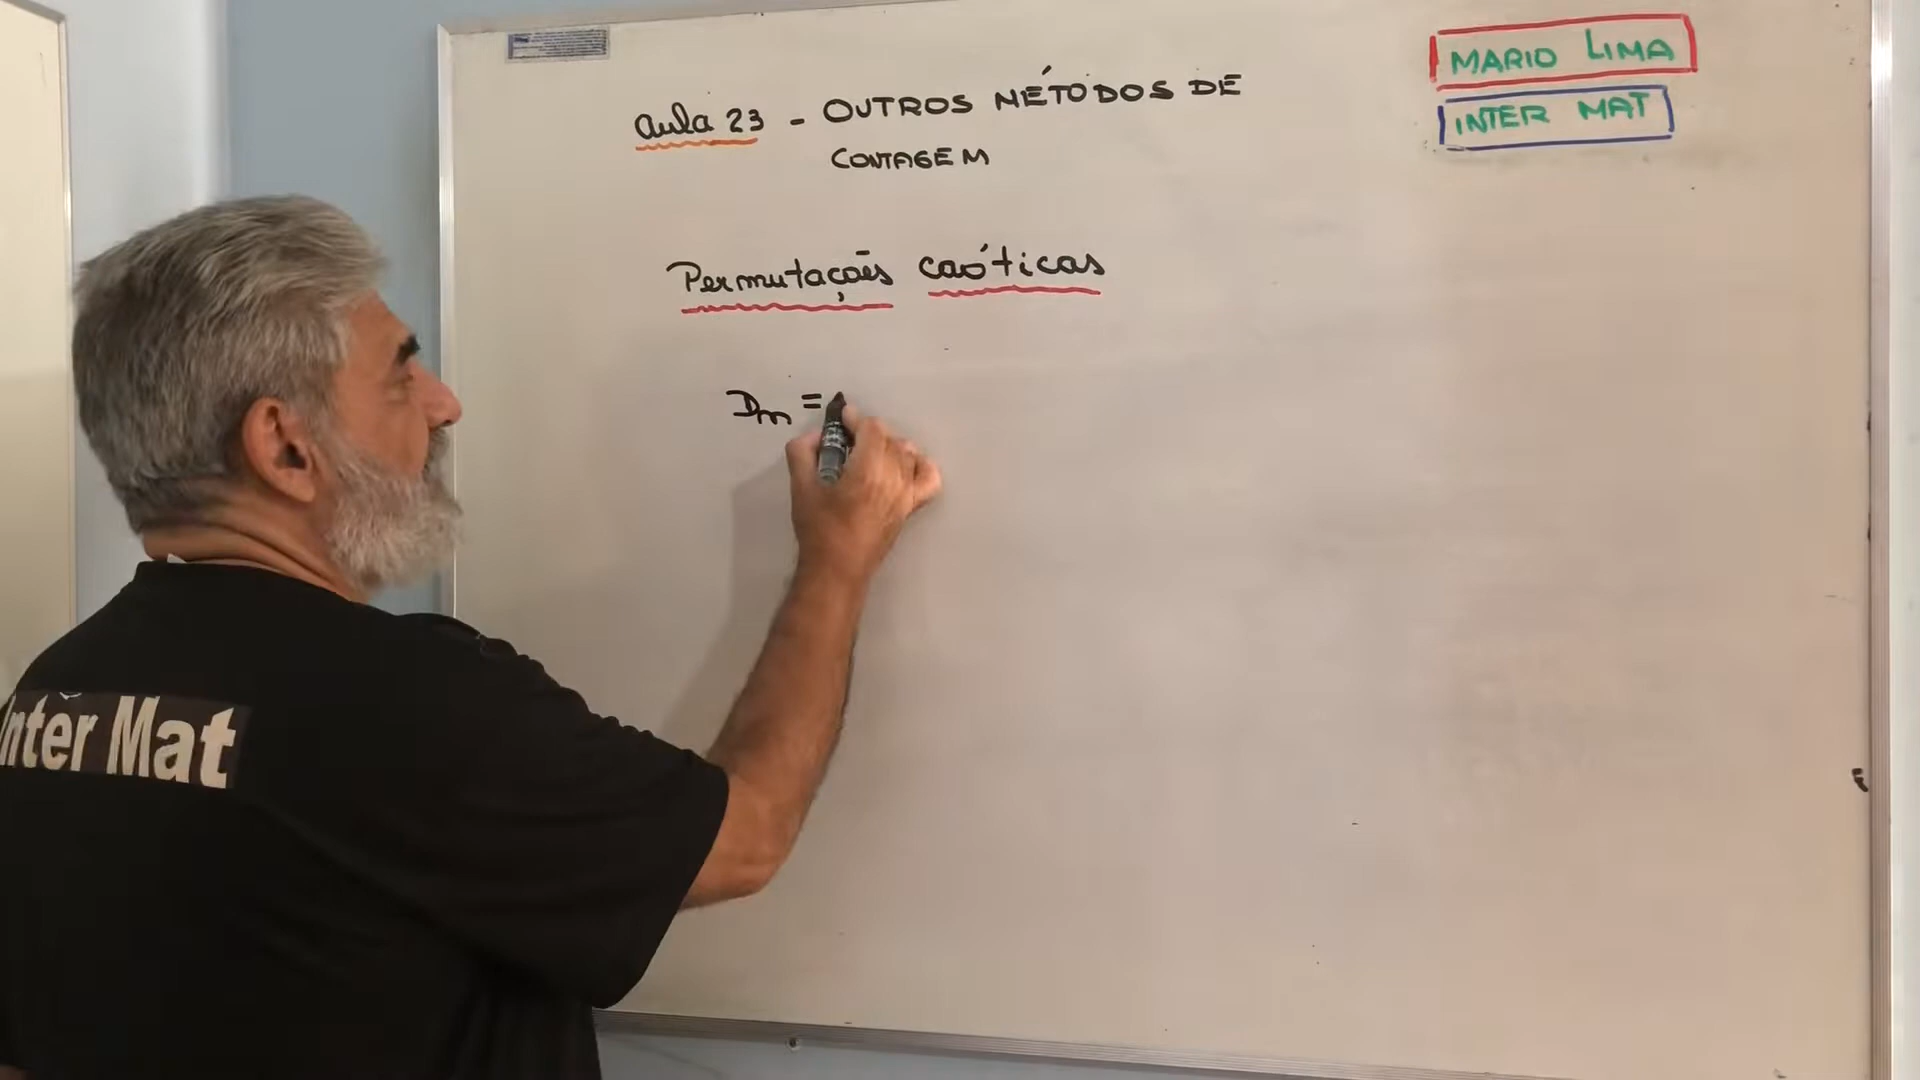 Aula 23 - OUTROS MÉTODOS DE
CONTAGEM
MARIO LIMA
INTER MAT
Permutações caóticas
Dn =
Inter Mat